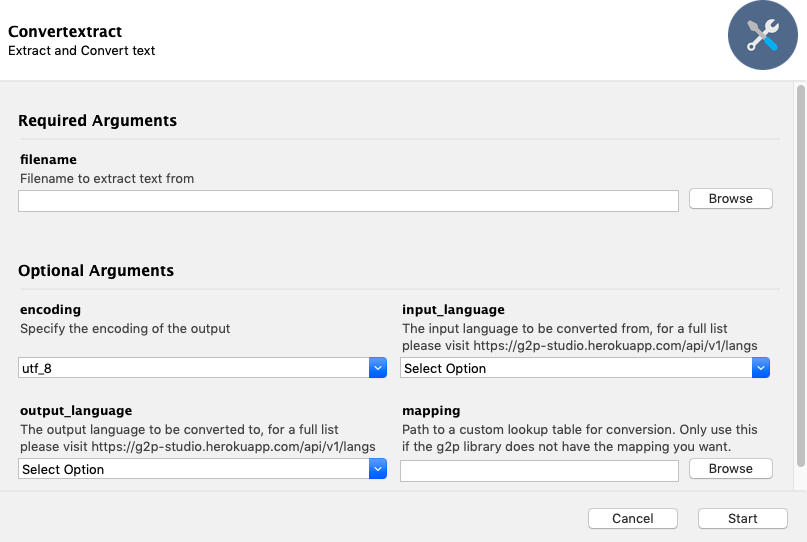 Convertextract
Extract and Convert text
Required Arguments
filename
Filename to extract text from
Browse
Optional Arguments
encoding
Specify the encoding of the output
utf_8
input_language
The input language to be converted from, for a full list
please visit https://g2p-studio.herokuapp.com/api/v1/langs
Select Option
output_language
The output language to be converted to, for a full list
please visit https://g2p-studio.herokuapp.com/api/v1/langs
Select Option
mapping
Path to a custom lookup table for conversion. Only use this
if the g2p library does not have the mapping you want.
Browse
Cancel
Start